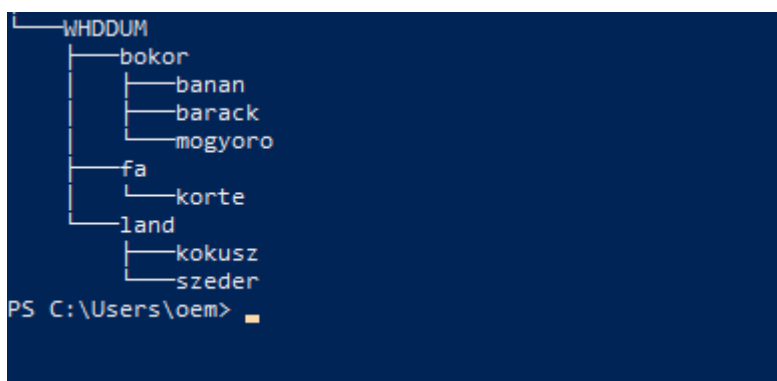 └───WHDDUM
    ├───bokor
    │   ├───banan
    │   ├───barack
    │   └───mogyoro
    ├───fa
    │   └───korte
    └───land
        ├───kokusz
        └───szeder
PS C:\Users\oem>